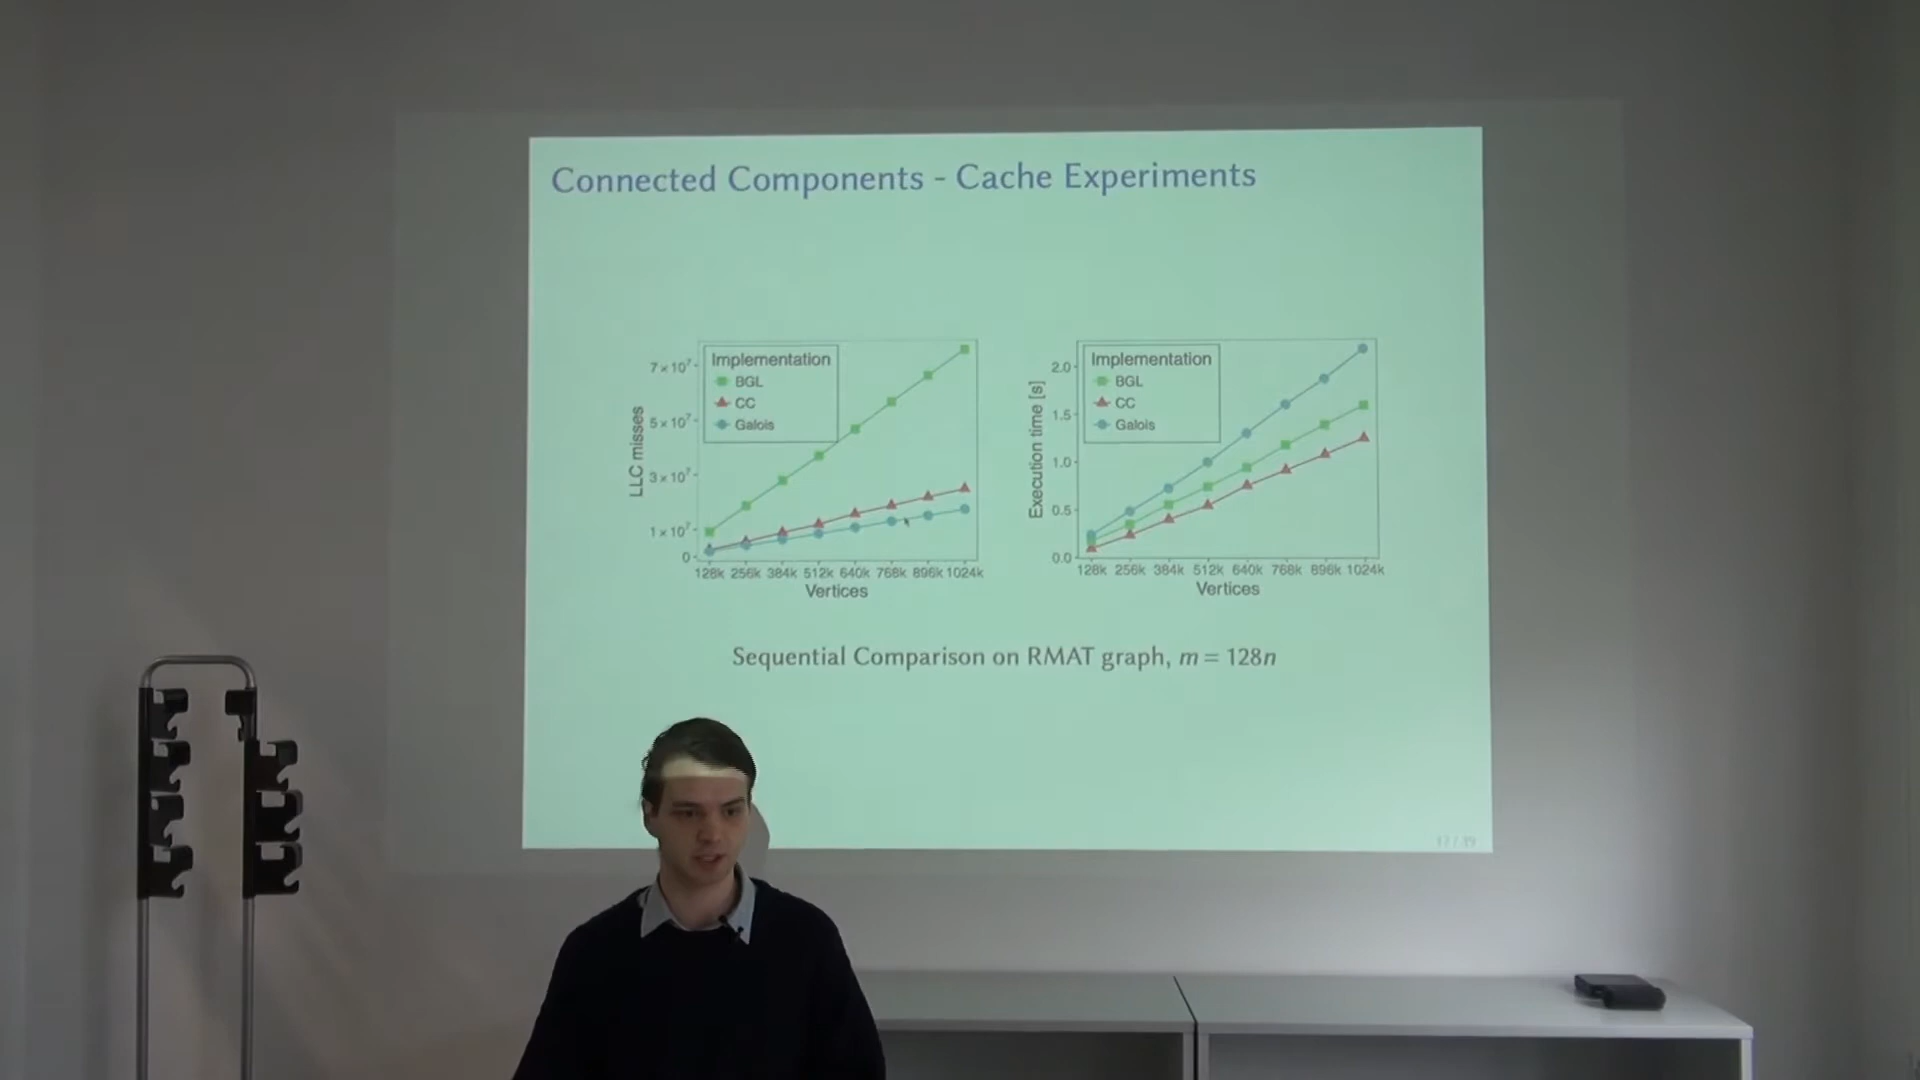 Connected Components - Cache Experiments
Implementation
BGL
CC
Galois
LLC misses
7×10⁷
5×10⁷
3×10⁷
1×10⁷
0
128k 256k 384k 512k 640k 768k 896k 1024k
Vertices
Implementation
BGL
CC
Galois
Execution time [s]
2.0
1.5
1.0
0.5
0.0
128k 256k 384k 512k 640k 768k 896k 1024k
Vertices
Sequential Comparison on RMAT graph, m = 128n
17 / 19